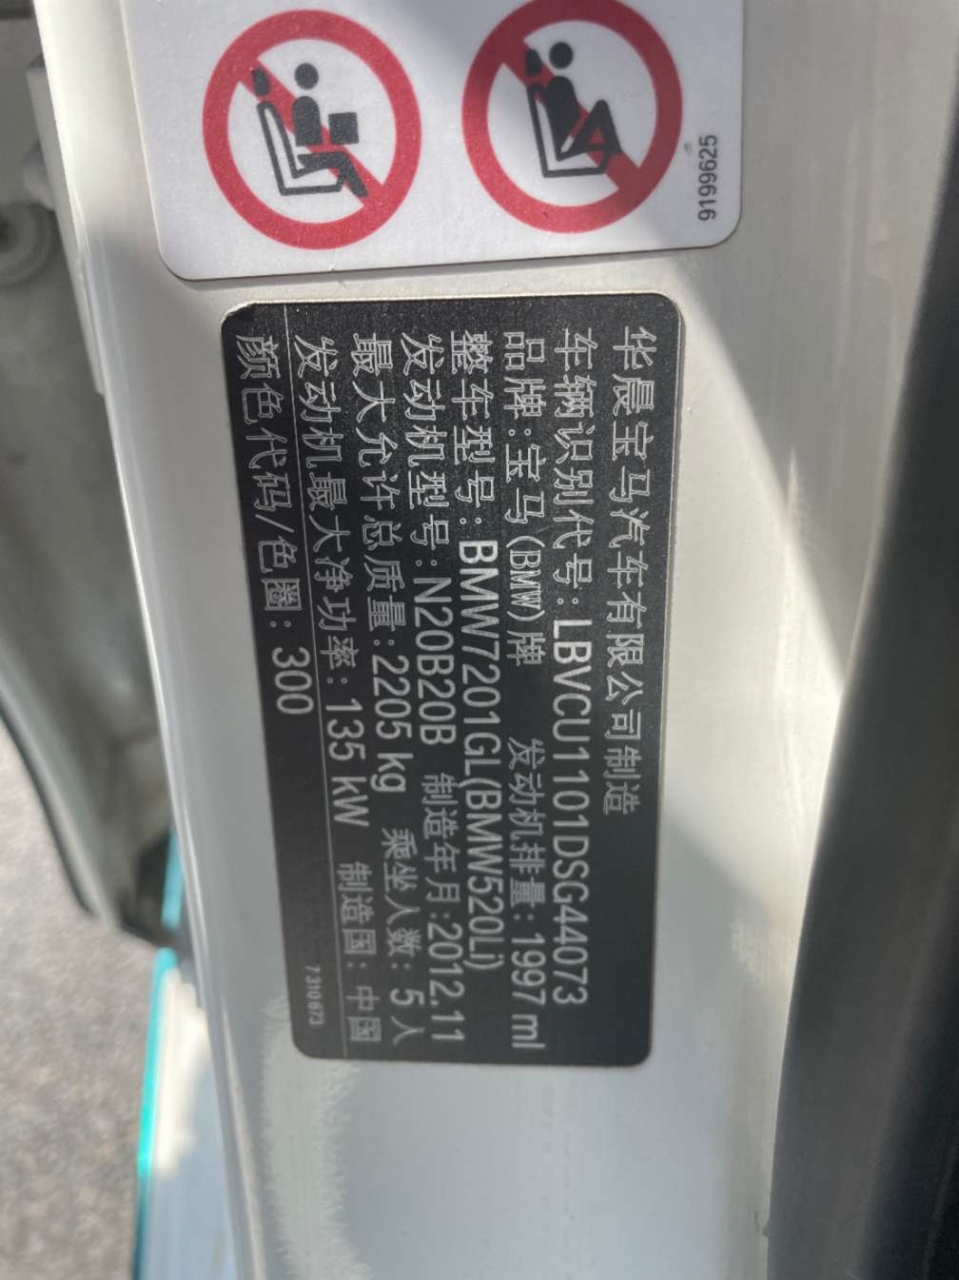 9199625
华晨宝马汽车有限公司制造
车辆识别代号:LBVCU1101DSG44073
品牌:宝马(BMW)牌 发动机排量:1997 ml
整车型号:BMW7201GL(BMW520Li)
发动机型号:N20B20B 制造年月:2012.11
最大允许总质量:2205 kg 乘坐人数:5人
发动机最大净功率:135 kW 制造国:中国
颜色代码/色圈:300 7310673